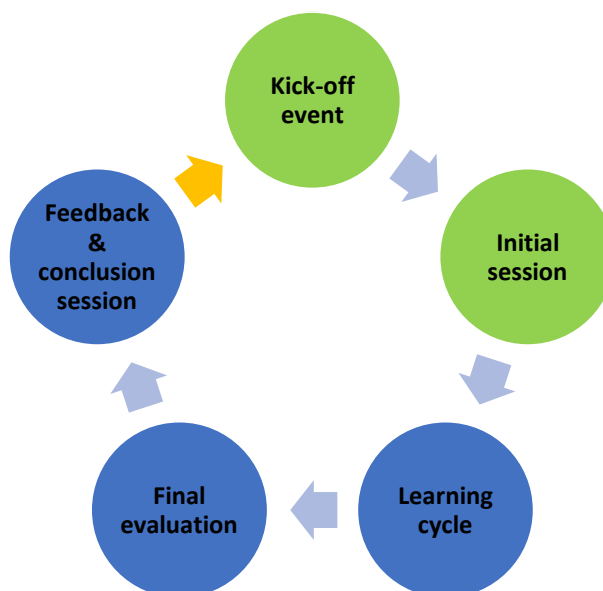 Kick-off
event
Initial
session
Learning
cycle
Final
evaluation
Feedback
&
conclusion
session